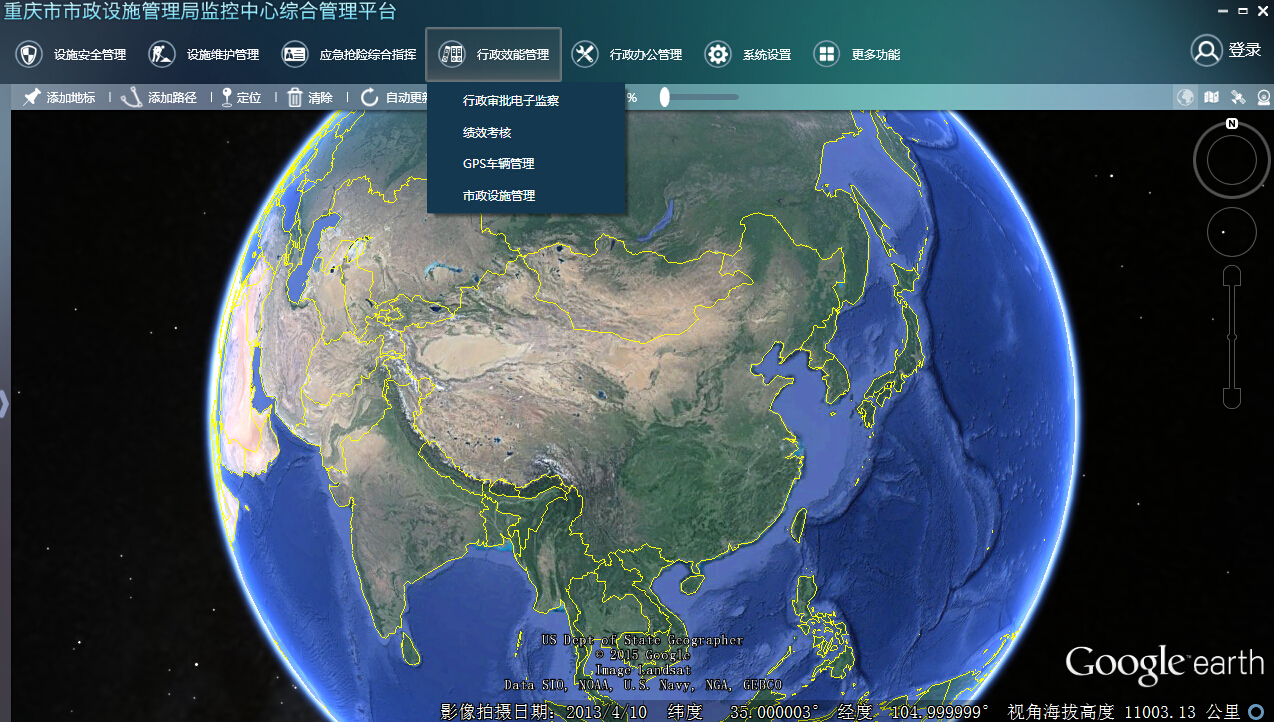 重庆市市政设施管理局监控中心综合管理平台
设施安全管理 设施维护管理 应急抢险综合指挥 行政效能管理 行政办公管理 系统设置 更多功能 登录
添加地标 添加路径 定位 清除 自动更新 %
行政审批电子监察
绩效考核
GPS车辆管理
市政设施管理
N
US Dept of State Geographer
© 2015 Google
Image Landsat
Data SIO, NOAA, U.S. Navy, NGA, GEBCO
Google™ earth
影像拍摄日期: 2013/4/10 纬度 35.000003° 经度 104.999999° 视角海拔高度 11003.13 公里